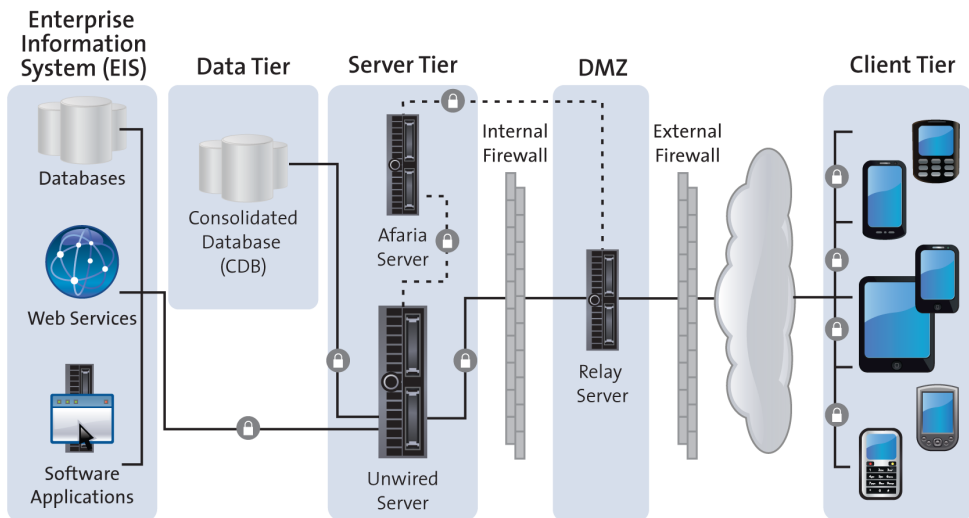 Enterprise
Information
System (EIS)
Data Tier
Server Tier
DMZ
Client Tier
Databases
Web Services
Software
Applications
Consolidated
Database
(CDB)
Afaria
Server
Unwired
Server
Internal
Firewall
Relay
Server
External
Firewall